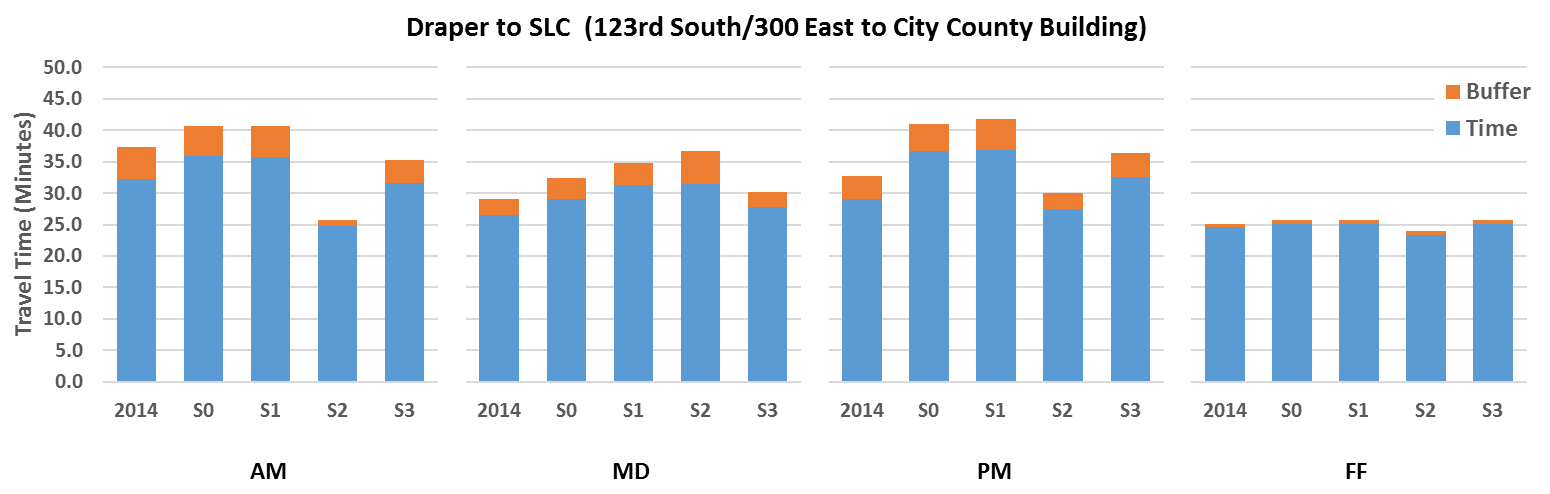 Draper to SLC (123rd South/300 East to City County Building)
Travel Time (Minutes)
50.0
45.0
40.0
35.0
30.0
25.0
20.0
15.0
10.0
5.0
0.0
Buffer
Time
2014 S0 S1 S2 S3 2014 S0 S1 S2 S3 2014 S0 S1 S2 S3 2014 S0 S1 S2 S3
AM MD PM FF